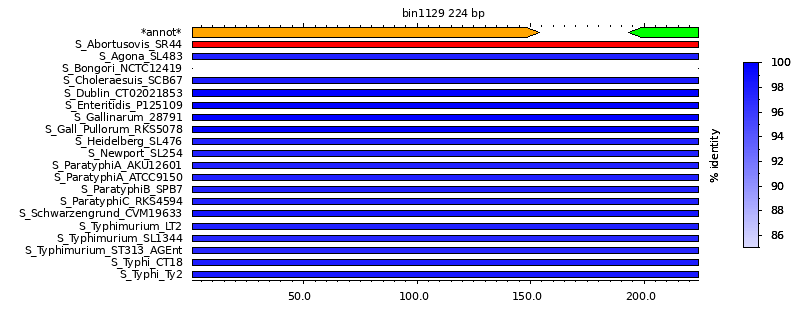 bin1129 224 bp
*annot*
S_Abortusovis_SR44
S_Agona_SL483
S_Bongori_NCTC12419
S_Choleraesuis_SCB67
S_Dublin_CT02021853
S_Enteritidis_P125109
S_Gallinarum_28791
S_Gall_Pullorum_RKS5078
S_Heidelberg_SL476
S_Newport_SL254
S_ParatyphiA_AKU12601
S_ParatyphiA_ATCC9150
S_ParatyphiB_SPB7
S_ParatyphiC_RKS4594
S_Schwarzengrund_CVM19633
S_Typhimurium_LT2
S_Typhimurium_SL1344
S_Typhimurium_ST313_AGEnt
S_Typhi_CT18
S_Typhi_Ty2
50.0 100.0 150.0 200.0
% identity
100
98
96
94
92
90
88
86